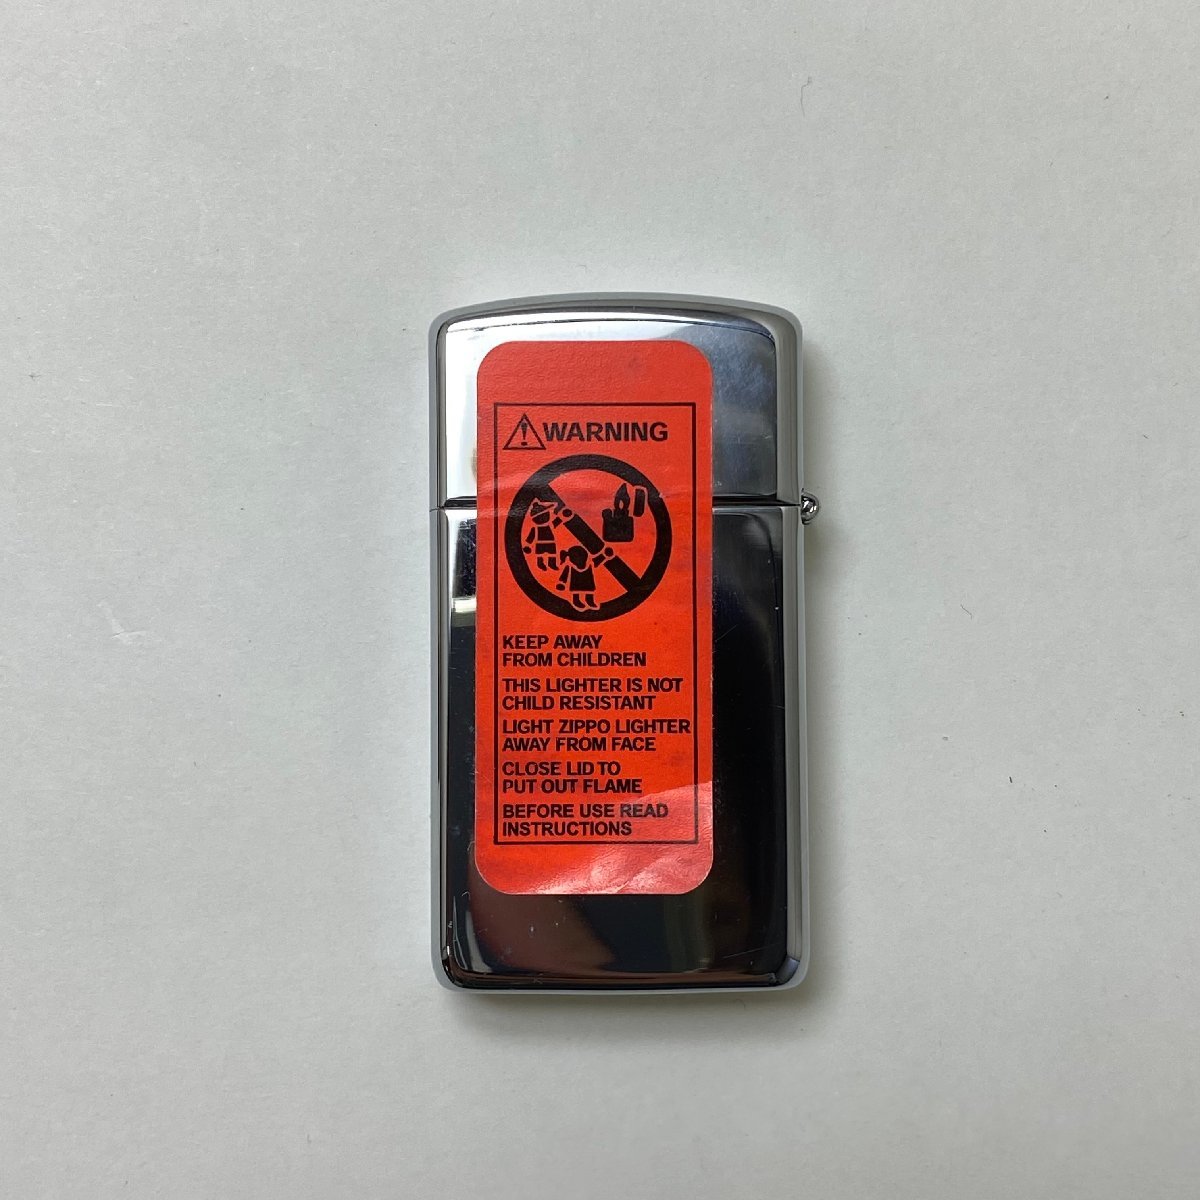 WARNING
KEEP AWAY
FROM CHILDREN
THIS LIGHTER IS NOT
CHILD RESISTANT
LIGHT ZIPPO LIGHTER
AWAY FROM FACE
CLOSE LID TO
PUT OUT FLAME
BEFORE USE READ
INSTRUCTIONS